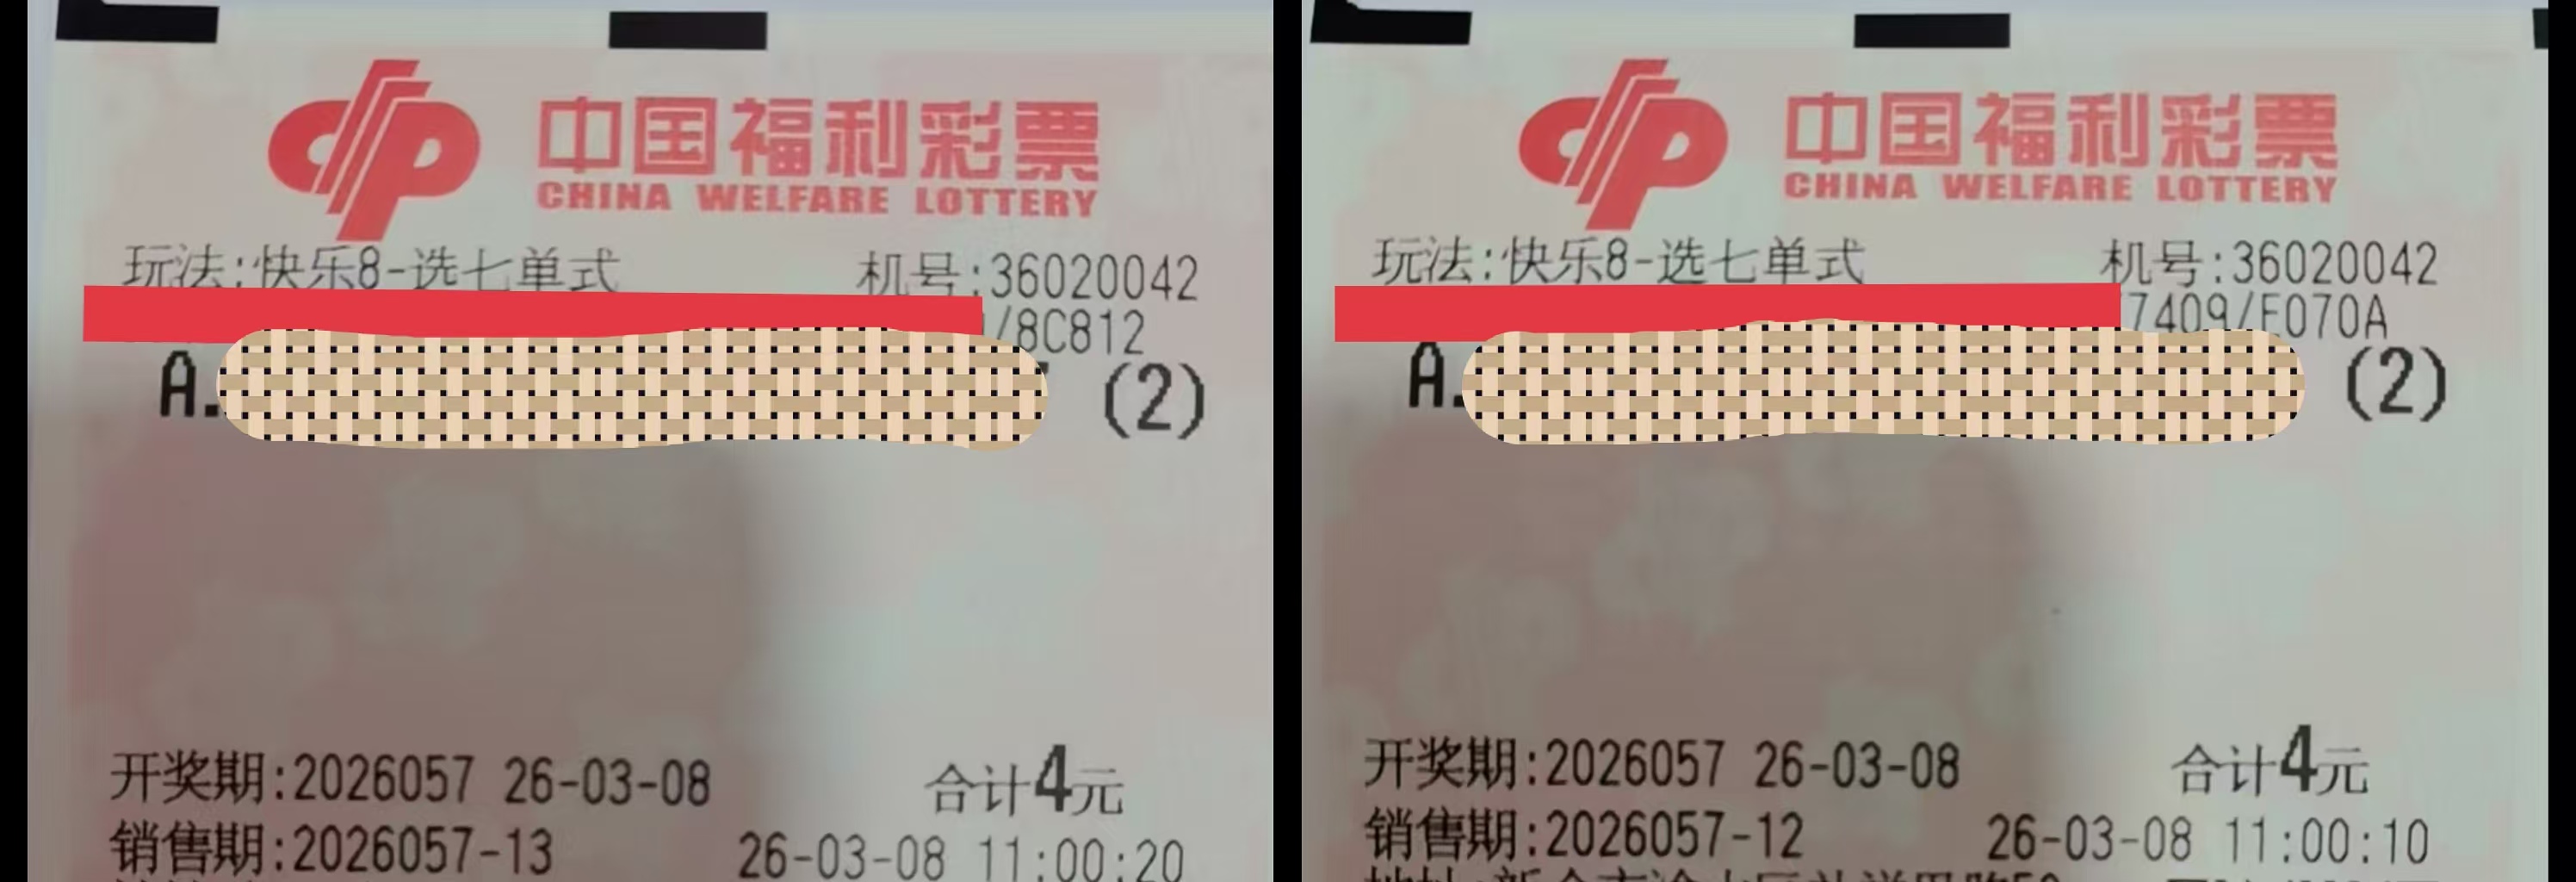 中国福利彩票
CHINA WELFARE LOTTERY
玩法:快乐8-选七单式 机号:36020042
/8C812
A. (2)
开奖期:2026057 26-03-08 合计4元
销售期:2026057-13 26-03-08 11:00:20
中国福利彩票
CHINA WELFARE LOTTERY
玩法:快乐8-选七单式 机号:36020042
7409/F070A
A. (2)
开奖期:2026057 26-03-08 合计4元
销售期:2026057-12 26-03-08 11:00:10